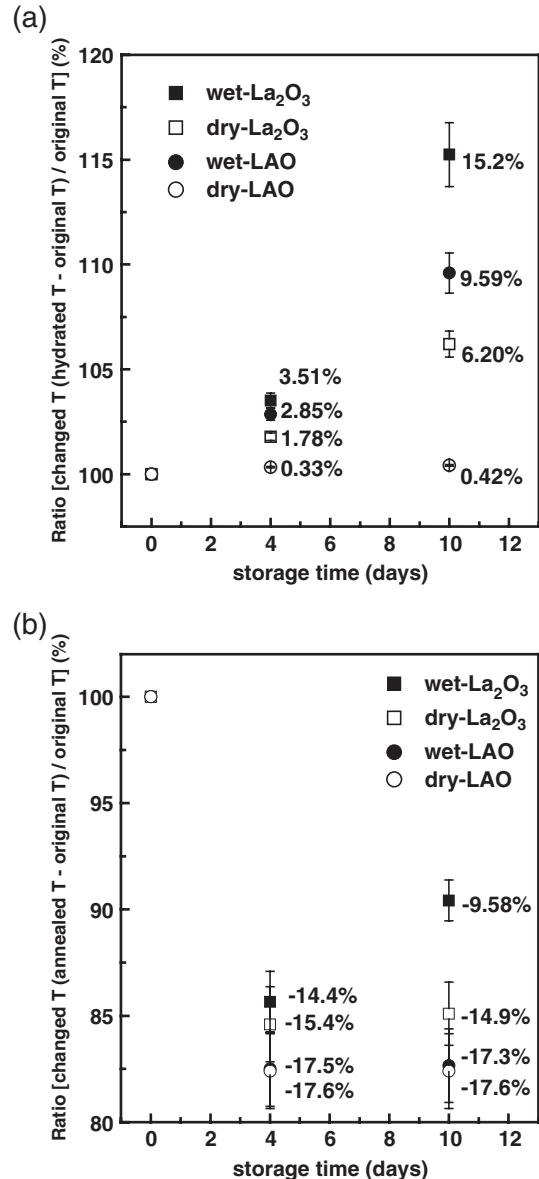 (a)
Ratio [changed T (hydrated T - original T) / original T] (%)
120
115
110
105
100
wet-La₂O₃
dry-La₂O₃
wet-LAO
dry-LAO
15.2%
9.59%
6.20%
3.51%
2.85%
1.78%
0.33%
0.42%
0 2 4 6 8 10 12
storage time (days)
(b)
Ratio [changed T (annealed T - original T) / original T] (%)
100
95
90
85
80
wet-La₂O₃
dry-La₂O₃
wet-LAO
dry-LAO
-9.58%
-14.4%
-15.4%
-14.9%
-17.5%
-17.3%
-17.6%
-17.6%
0 2 4 6 8 10 12
storage time (days)